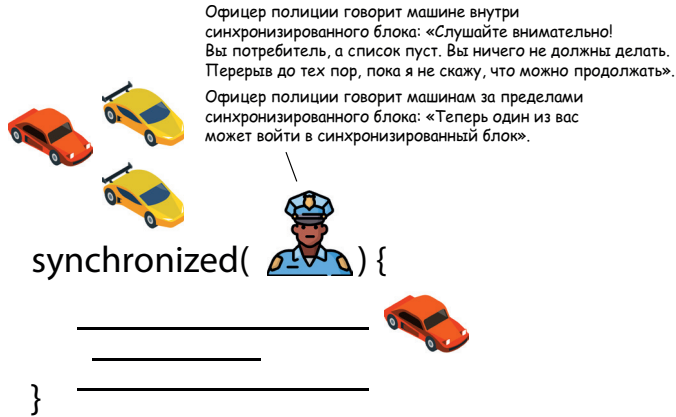 Офицер полиции говорит машине внутри
синхронизированного блока: «Слушайте внимательно!
Вы потребитель, а список пуст. Вы ничего не должны делать.
Перерыв до тех пор, пока я не скажу, что можно продолжать».
Офицер полиции говорит машинам за пределами
синхронизированного блока: «Теперь один из вас
может войти в синхронизированный блок».
synchronized( ) {
}